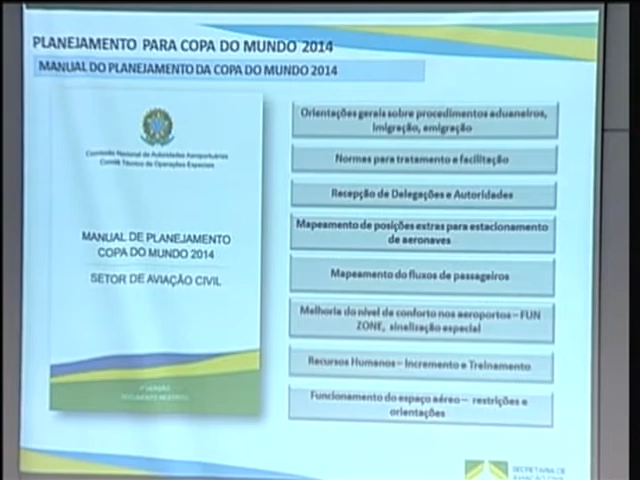 PLANEJAMENTO PARA COPA DO MUNDO 2014
MANUAL DO PLANEJAMENTO DA COPA DO MUNDO 2014
Comissão Nacional de Autoridades Aeroportuárias
Comitê Técnico de Operações Especiais
MANUAL DE PLANEJAMENTO
COPA DO MUNDO 2014
SETOR DE AVIAÇÃO CIVIL
Orientações gerais sobre procedimentos aduaneiros,
imigração, emigração
Normas para tratamento e facilitação
Recepção de Delegações e Autoridades
Mapeamento de posições extras para estacionamento
de aeronaves
Mapeamento do fluxos de passageiros
Melhoria do nível de conforto nos aeroportos – FUN
ZONE, sinalização especial
Recursos Humanos – Incremento e Treinamento
Funcionamento do espaço aéreo – restrições e
orientações
SECRETARIA DE
AVIAÇÃO CIVIL